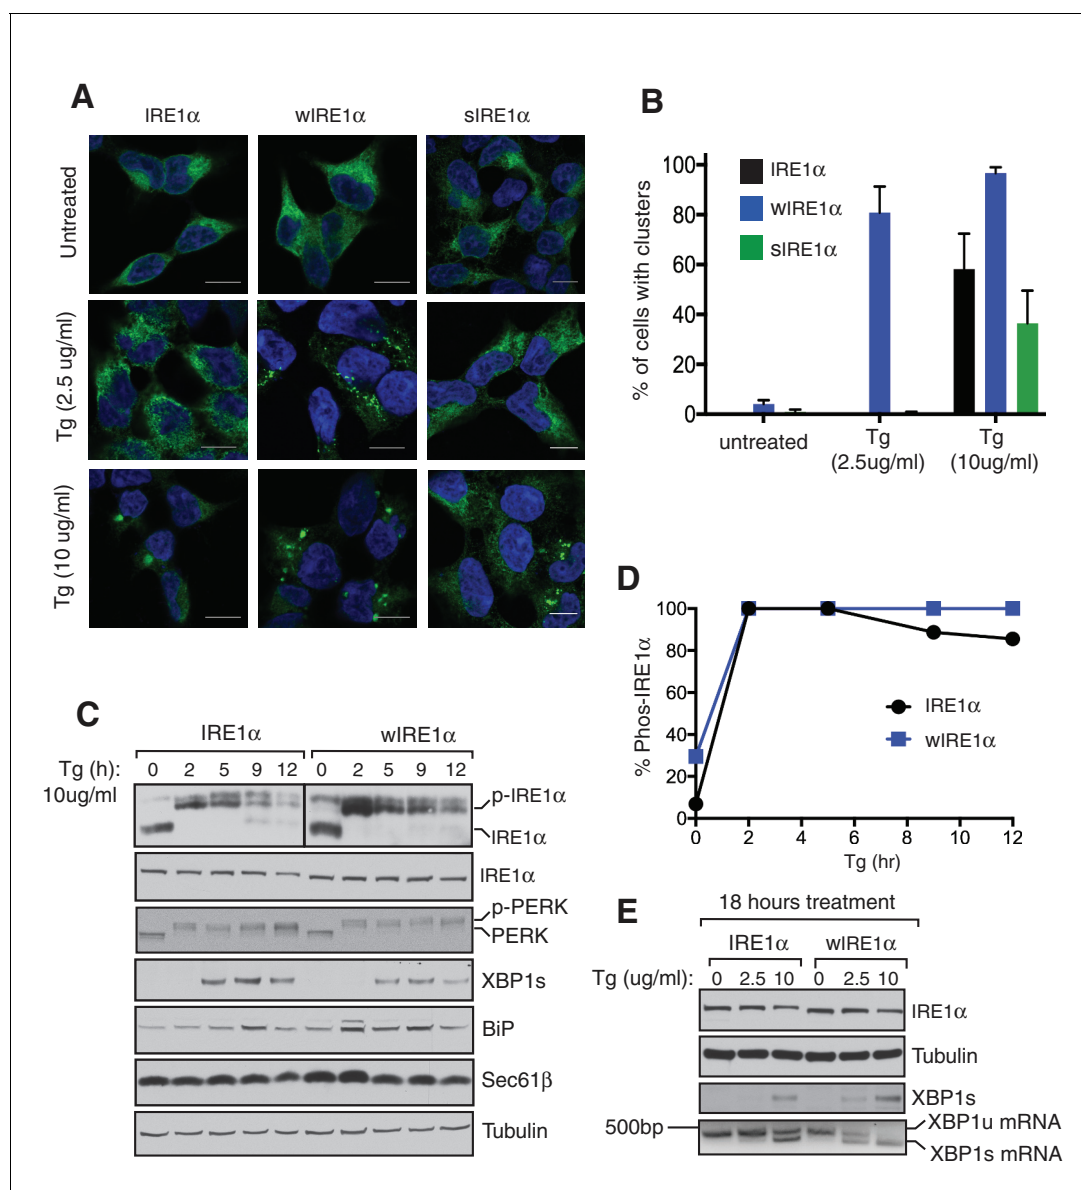 A
IRE1α
wIRE1α
sIRE1α
Untreated
Tg (2.5 ug/ml)
Tg (10 ug/ml)
B
% of cells with clusters
100
80
60
40
20
0
IRE1α
wIRE1α
sIRE1α
untreated
Tg
(2.5ug/ml)
Tg
(10ug/ml)
C
IRE1α
wIRE1α
Tg (h):
0 2 5 9 12 0 2 5 9 12
10ug/ml
p-IRE1α
IRE1α
IRE1α
p-PERK
PERK
XBP1s
BiP
Sec61β
Tubulin
D
% Phos-IRE1α
100
80
60
40
20
0
IRE1α
wIRE1α
0 2 4 6 8 10 12
Tg (hr)
E
18 hours treatment
IRE1α
wIRE1α
Tg (ug/ml):
0 2.5 10 0 2.5 10
IRE1α
Tubulin
XBP1s
500bp
XBP1u mRNA
XBP1s mRNA